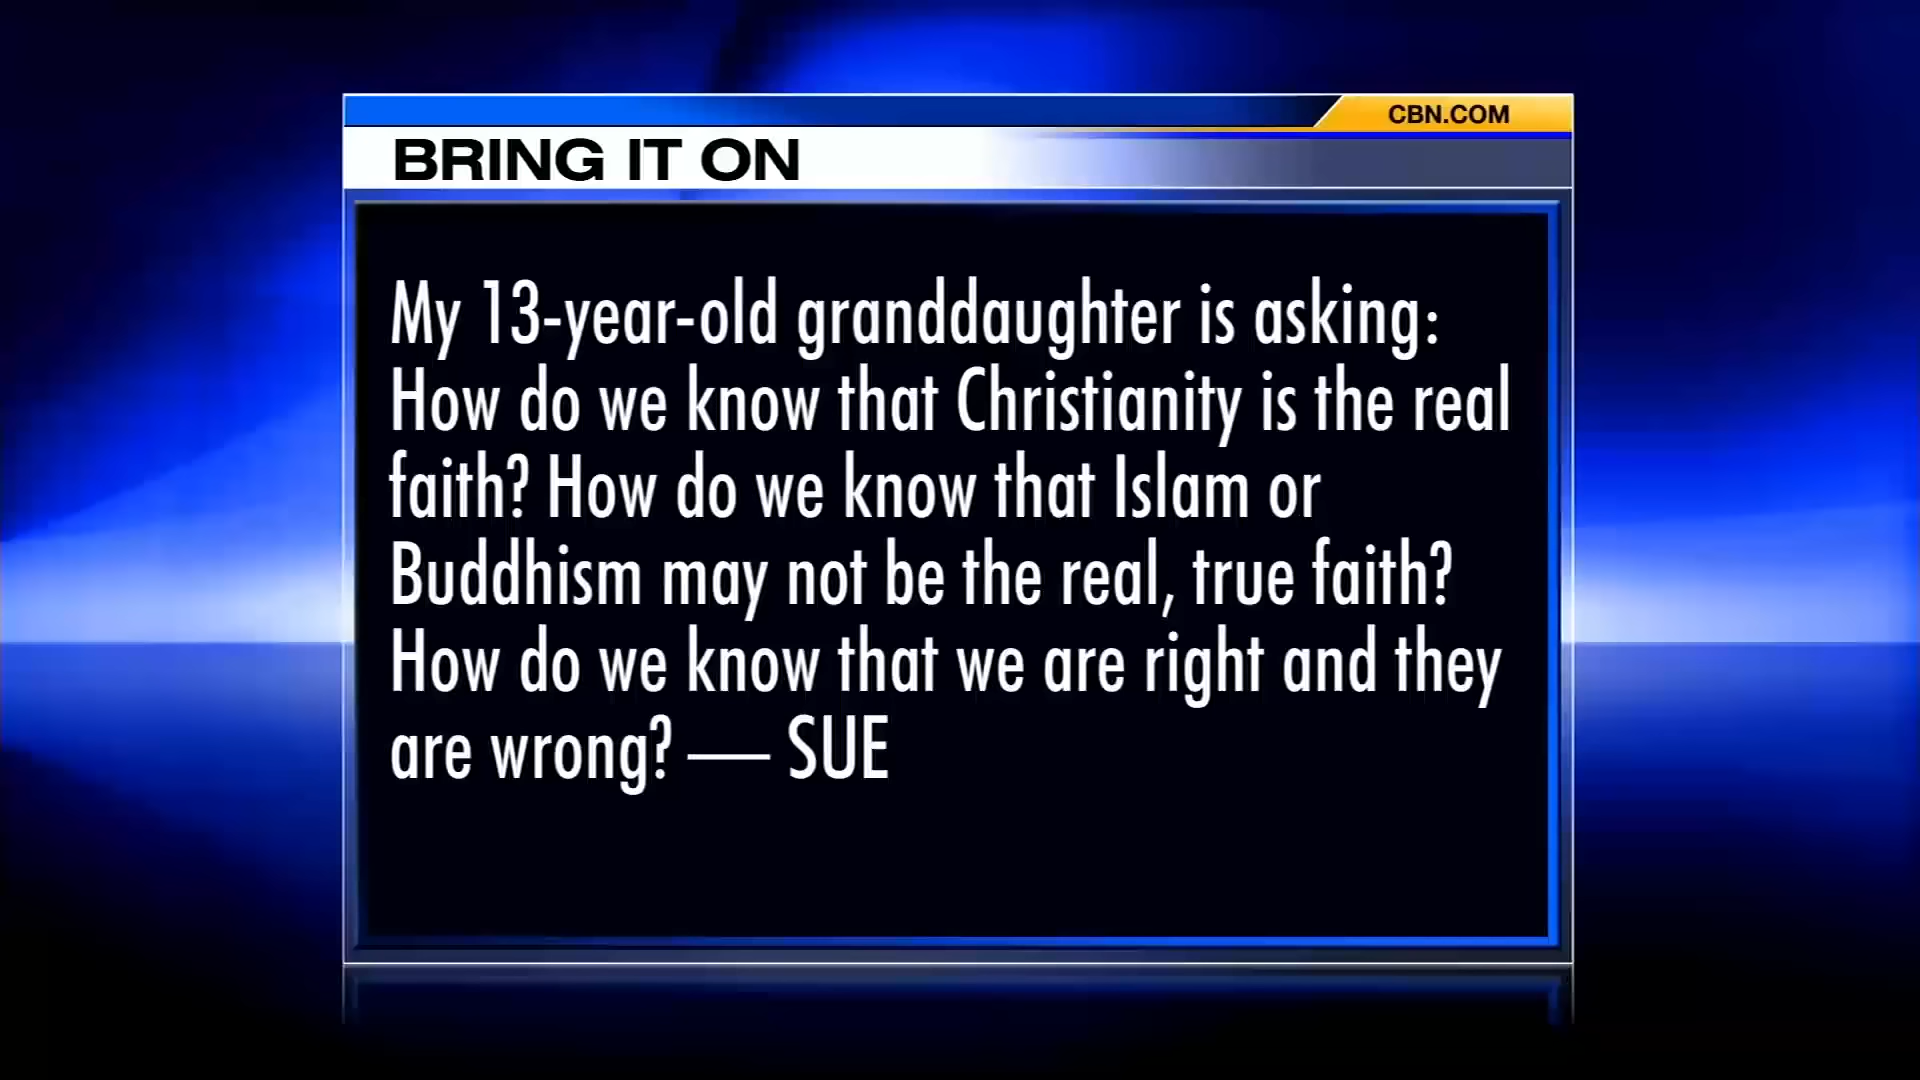 CBN.COM
BRING IT ON
My 13-year-old granddaughter is asking:
How do we know that Christianity is the real
faith? How do we know that Islam or
Buddhism may not be the real, true faith?
How do we know that we are right and they
are wrong? — SUE